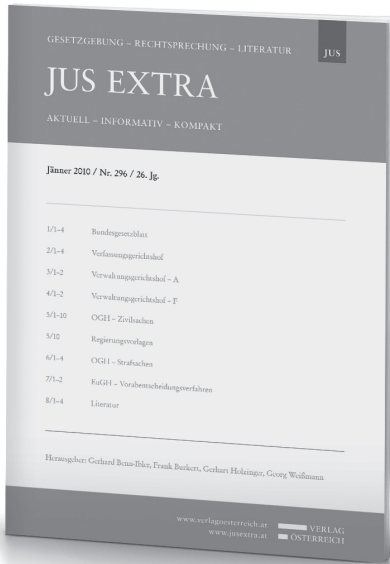 GESETZGEBUNG – RECHTSPRECHUNG – LITERATUR
JUS
JUS EXTRA
AKTUELL – INFORMATIV – KOMPAKT
Jänner 2010 / Nr. 296 / 26. Jg.
1/1–4 Bundesgesetzblatt
2/1–4 Verfassungsgerichtshof
3/1–2 Verwaltungsgerichtshof – A
4/1–2 Verwaltungsgerichtshof – F
5/1–10 OGH – Zivilsachen
5/10 Regierungsvorlagen
6/1–4 OGH – Strafsachen
7/1–2 EuGH – Vorabentscheidungsverfahren
8/1–4 Literatur
Herausgeber: Gerhard Benn-Ibler, Frank Burkert, Gerhart Holzinger, Georg Weißmann
www.verlagoesterreich.at
www.jusextra.at
VERLAG
ÖSTERREICH